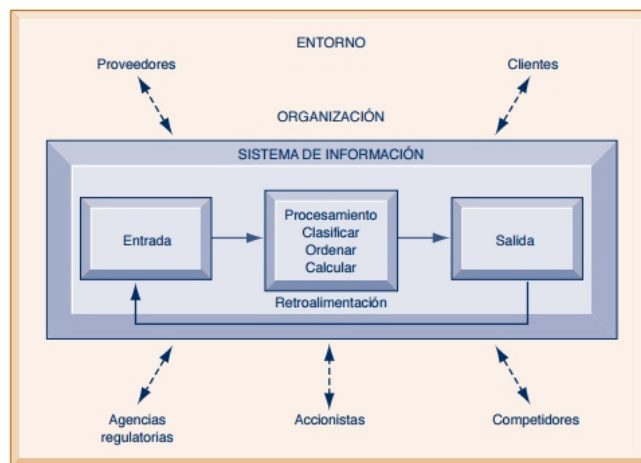 ENTORNO
Proveedores
Clientes
ORGANIZACIÓN
SISTEMA DE INFORMACIÓN
Entrada
Procesamiento
Clasificar
Ordenar
Calcular
Salida
Retroalimentación
Agencias
regulatorias
Accionistas
Competidores